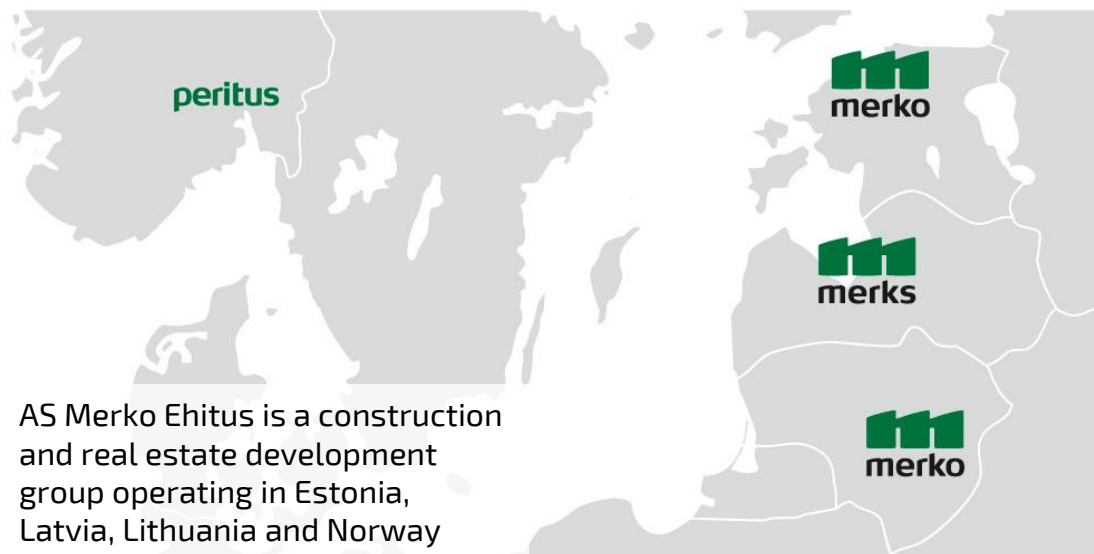 peritus
merko
merks
merko
AS Merko Ehitus is a construction
and real estate development
group operating in Estonia,
Latvia, Lithuania and Norway